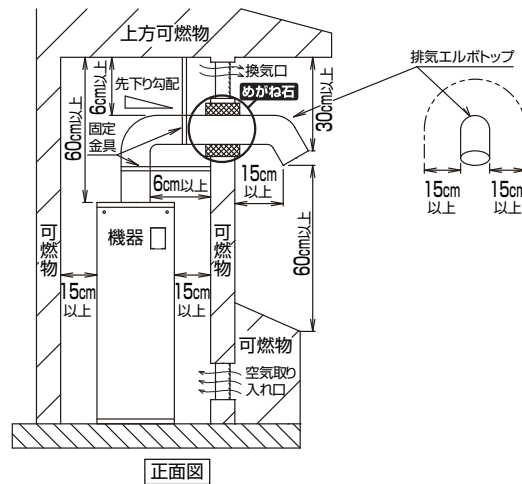 上方可燃物
換気口
めがね石
先下り勾配
6cm以上
60cm以上
固定
金具
30cm以上
排気エルボトップ
15cm
以上
15cm
以上
6cm以上
15cm
以上
60cm以上
可燃物
機器
可燃物
15cm
以上
15cm
以上
可燃物
空気取り
入れ口
正面図